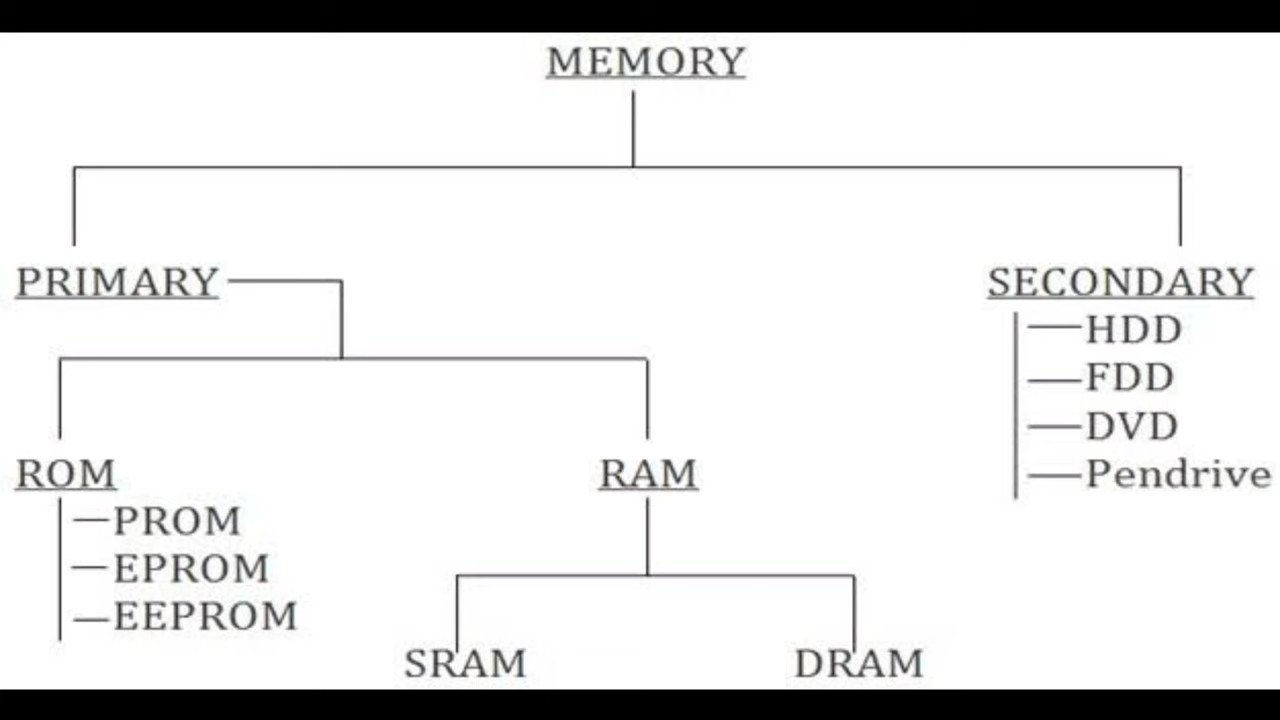 MEMORY
PRIMARY
SECONDARY
HDD
FDD
DVD
Pendrive
ROM
PROM
EPROM
EEPROM
RAM
SRAM
DRAM